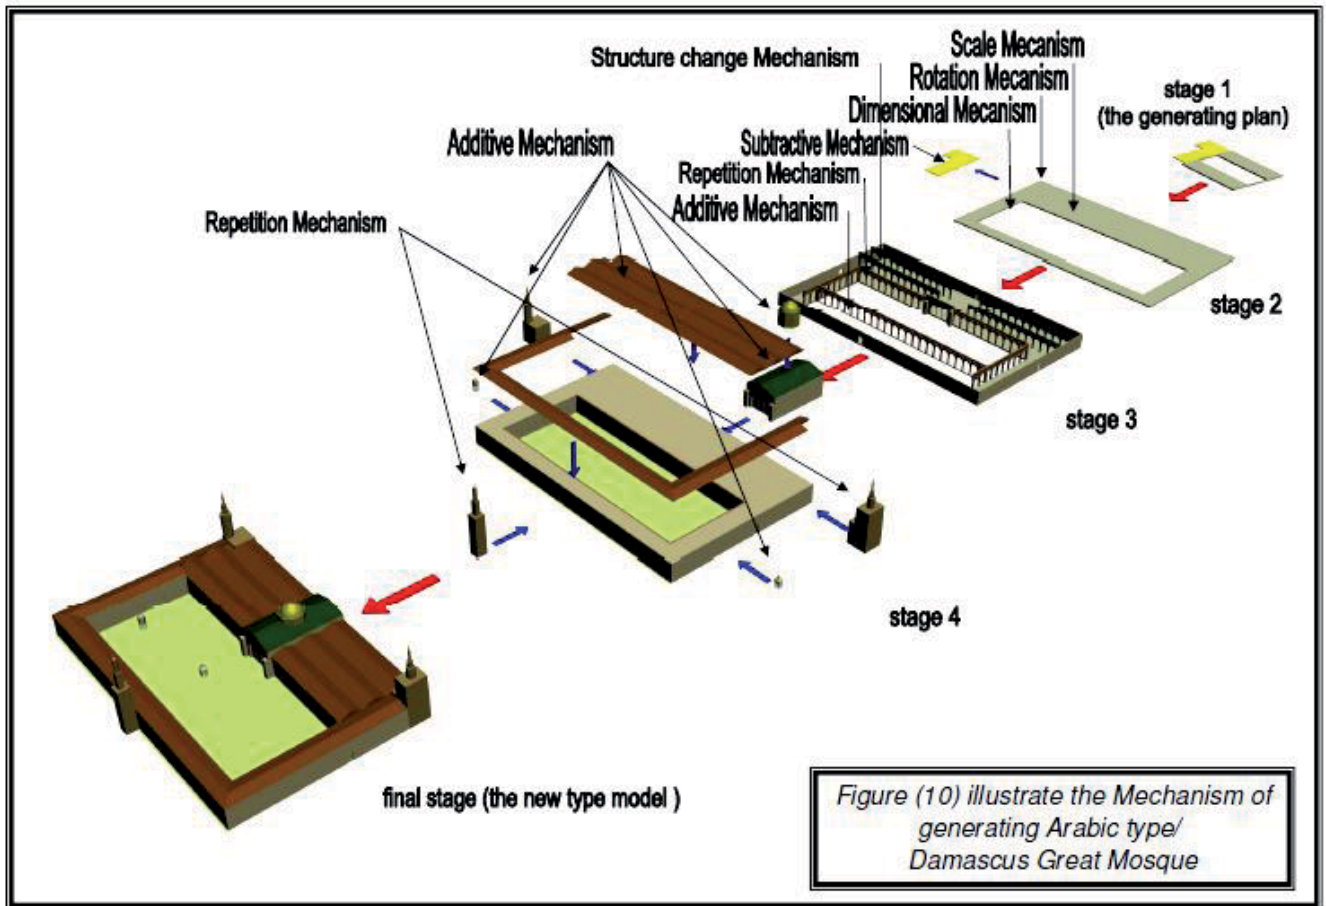 Scale Mecanism
Structure change Mechanism
Rotation Mecanism
stage 1
(the generating plan)
Dimensional Mecanism
Additive Mechanism
Subtractive Mechanism
Repetition Mechanism
Additive Mechanism
Repetition Mechanism
stage 2
stage 3
stage 4
final stage (the new type model )
Figure (10) illustrate the Mechanism of
generating Arabic type/
Damascus Great Mosque